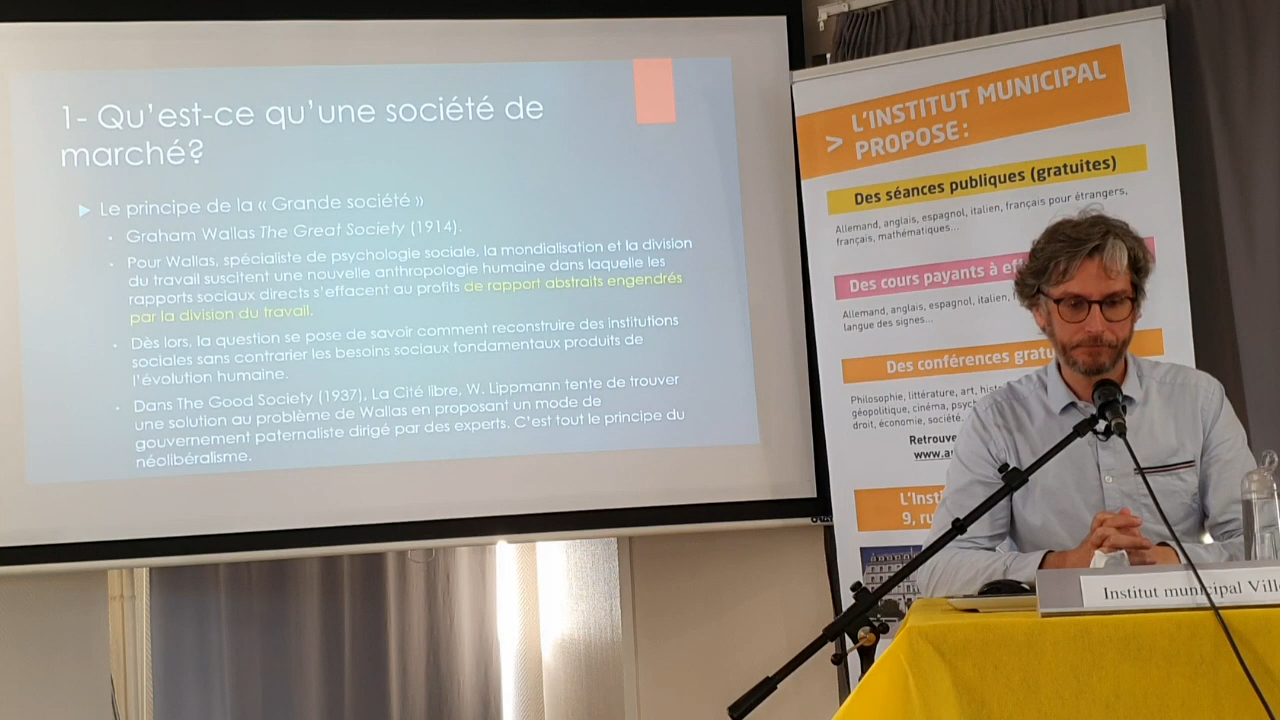 1- Qu'est-ce qu'une société de
marché?
Le principe de la « Grande société »
Graham Wallas The Great Society (1914).
Pour Wallas, spécialiste de psychologie sociale, la mondialisation et la division
du travail suscitent une nouvelle anthropologie humaine dans laquelle les
rapports sociaux directs s'effacent au profits de rapport abstraits engendrés
par la division du travail.
Dès lors, la question se pose de savoir comment reconstruire des institutions
sociales sans contrarier les besoins sociaux fondamentaux produits de
l'évolution humaine.
Dans The Good Society (1937), La Cité libre, W. Lippmann tente de trouver
une solution au problème de Wallas en proposant un mode de
gouvernement paternaliste dirigé par des experts. C'est tout le principe du
néolibéralisme.
> L'INSTITUT MUNICIPAL
PROPOSE:
Des séances publiques (gratuites)
Allemand, anglais, espagnol, italien, français pour étrangers,
français, mathématiques...
Des cours payants à
Allemand, anglais, espagnol, italien,
langue des signes...
Des conférences
Philosophie, littérature, art,
géopolitique, cinéma,
droit, économie, société.
www.
9,
Institut municipal